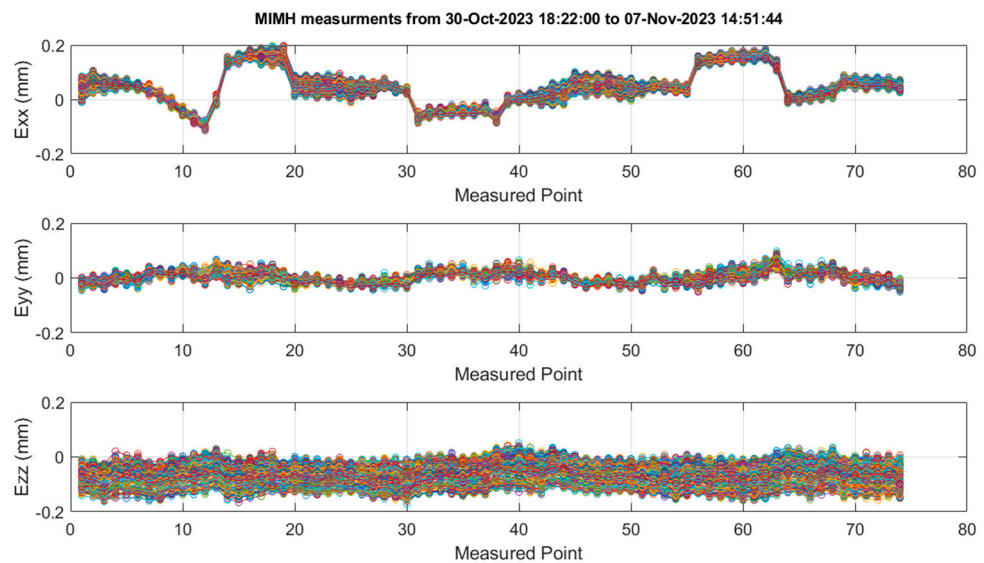 MIMH measurments from 30-Oct-2023 18:22:00 to 07-Nov-2023 14:51:44
0.2
0
-0.2
Exx (mm)
0 10 20 30 40 50 60 70 80
Measured Point
0.2
0
-0.2
Eyy (mm)
0 10 20 30 40 50 60 70 80
Measured Point
0.2
0
-0.2
Ezz (mm)
0 10 20 30 40 50 60 70 80
Measured Point